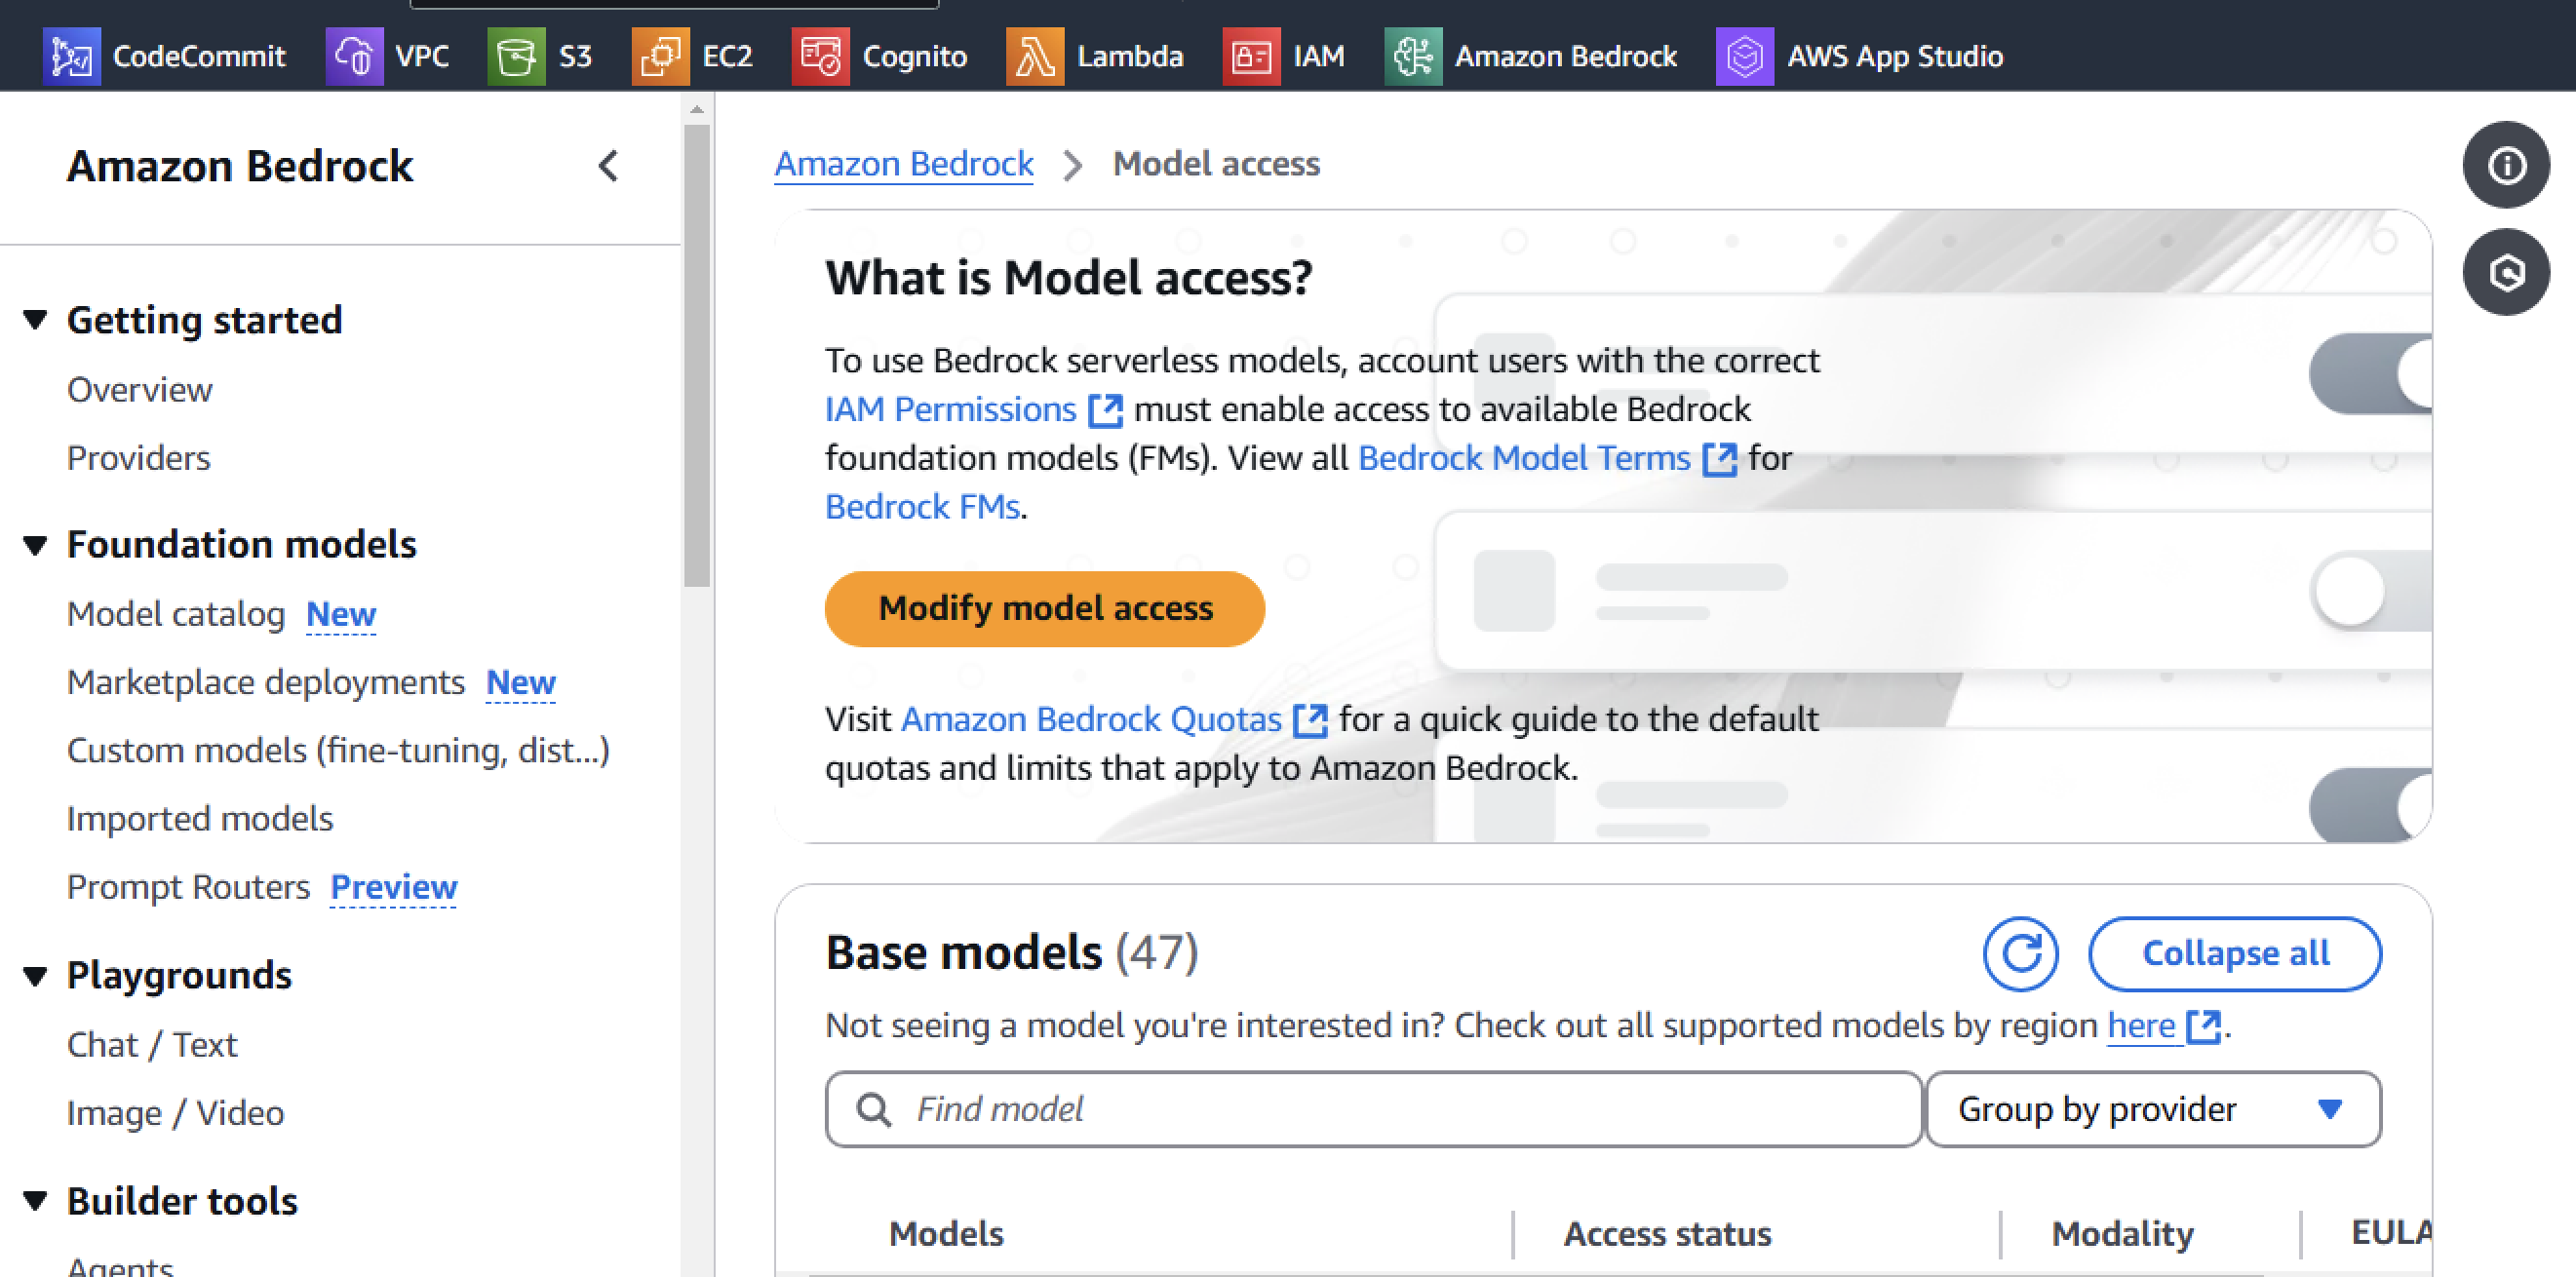 CodeCommit VPC S3 EC2 Cognito Lambda IAM Amazon Bedrock AWS App Studio
Amazon Bedrock
Getting started
Overview
Providers
Foundation models
Model catalog New
Marketplace deployments New
Custom models (fine-tuning, dist...)
Imported models
Prompt Routers Preview
Playgrounds
Chat / Text
Image / Video
Builder tools
Agents
Amazon Bedrock > Model access
What is Model access?
To use Bedrock serverless models, account users with the correct
IAM Permissions must enable access to available Bedrock
foundation models (FMs). View all Bedrock Model Terms for
Bedrock FMs.
Modify model access
Visit Amazon Bedrock Quotas for a quick guide to the default
quotas and limits that apply to Amazon Bedrock.
Base models (47)
Collapse all
Not seeing a model you're interested in? Check out all supported models by region here.
Find model
Group by provider
Models Access status Modality EULA